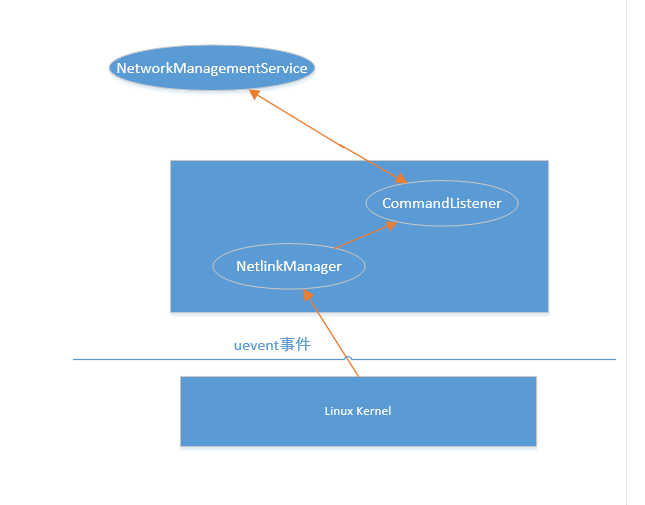 NetworkManagementService
CommandListener
NetlinkManager
uevent事件
Linux Kernel